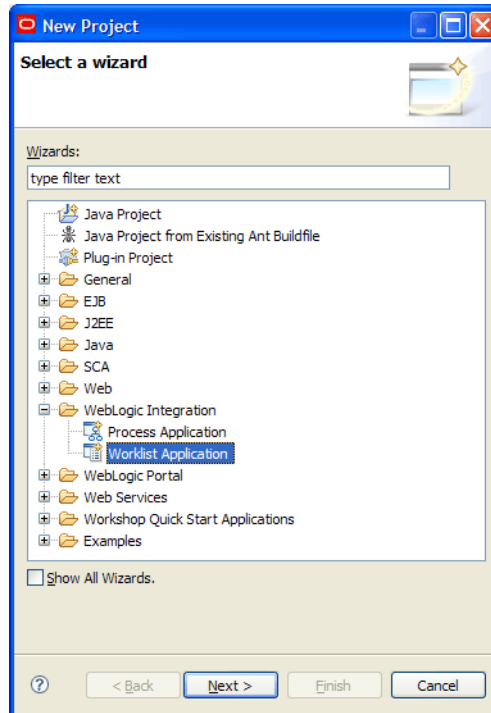 New Project
Select a wizard
Wizards:
type filter text
Java Project
Java Project from Existing Ant Buildfile
Plug-in Project
General
EJB
J2EE
Java
SCA
Web
WebLogic Integration
Process Application
Worklist Application
WebLogic Portal
Web Services
Workshop Quick Start Applications
Examples
Show All Wizards.
? < Back Next > Finish Cancel